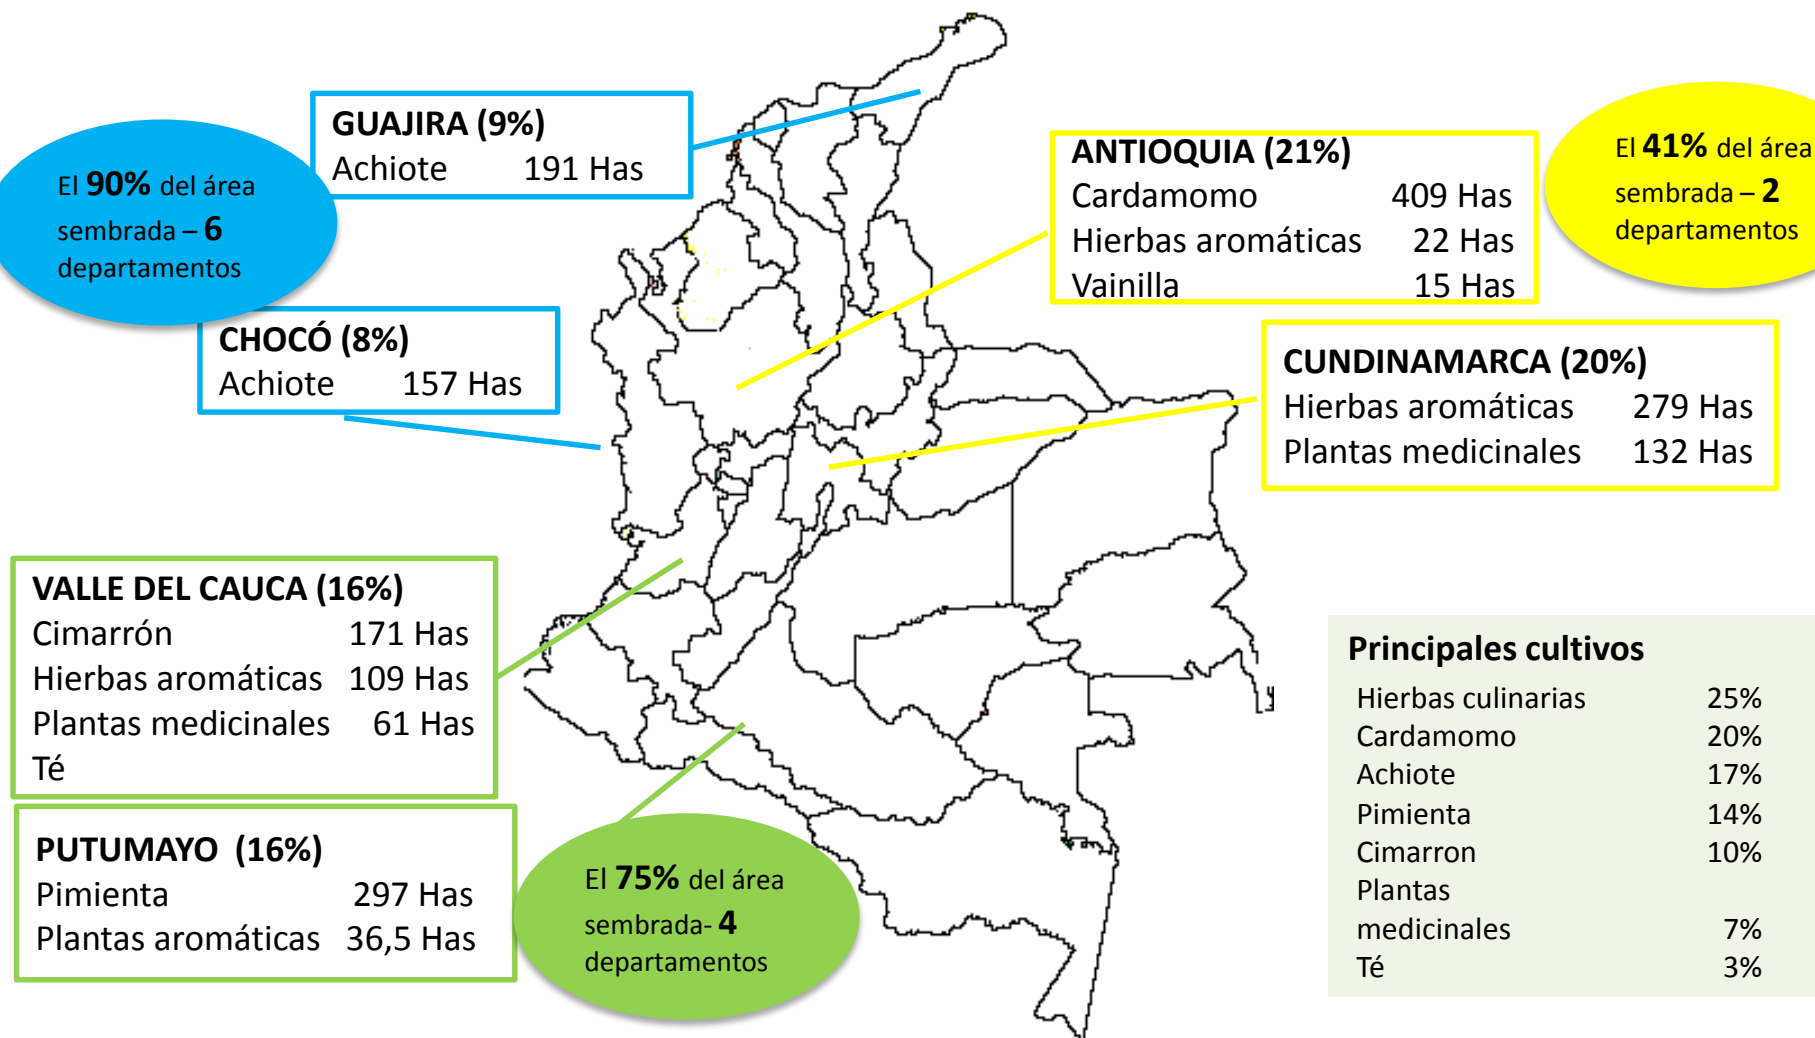 GUAJIRA (9%)
Achiote 191 Has
El 90% del área
sembrada – 6
departamentos
CHOCÓ (8%)
Achiote 157 Has
ANTIOQUIA (21%)
Cardamomo 409 Has
Hierbas aromáticas 22 Has
Vainilla 15 Has
El 41% del área
sembrada – 2
departamentos
CUNDINAMARCA (20%)
Hierbas aromáticas 279 Has
Plantas medicinales 132 Has
VALLE DEL CAUCA (16%)
Cimarrón 171 Has
Hierbas aromáticas 109 Has
Plantas medicinales 61 Has
Té
PUTUMAYO (16%)
Pimienta 297 Has
Plantas aromáticas 36,5 Has
El 75% del área
sembrada- 4
departamentos
Principales cultivos
Hierbas culinarias 25%
Cardamomo 20%
Achiote 17%
Pimienta 14%
Cimarron 10%
Plantas
medicinales 7%
Té 3%